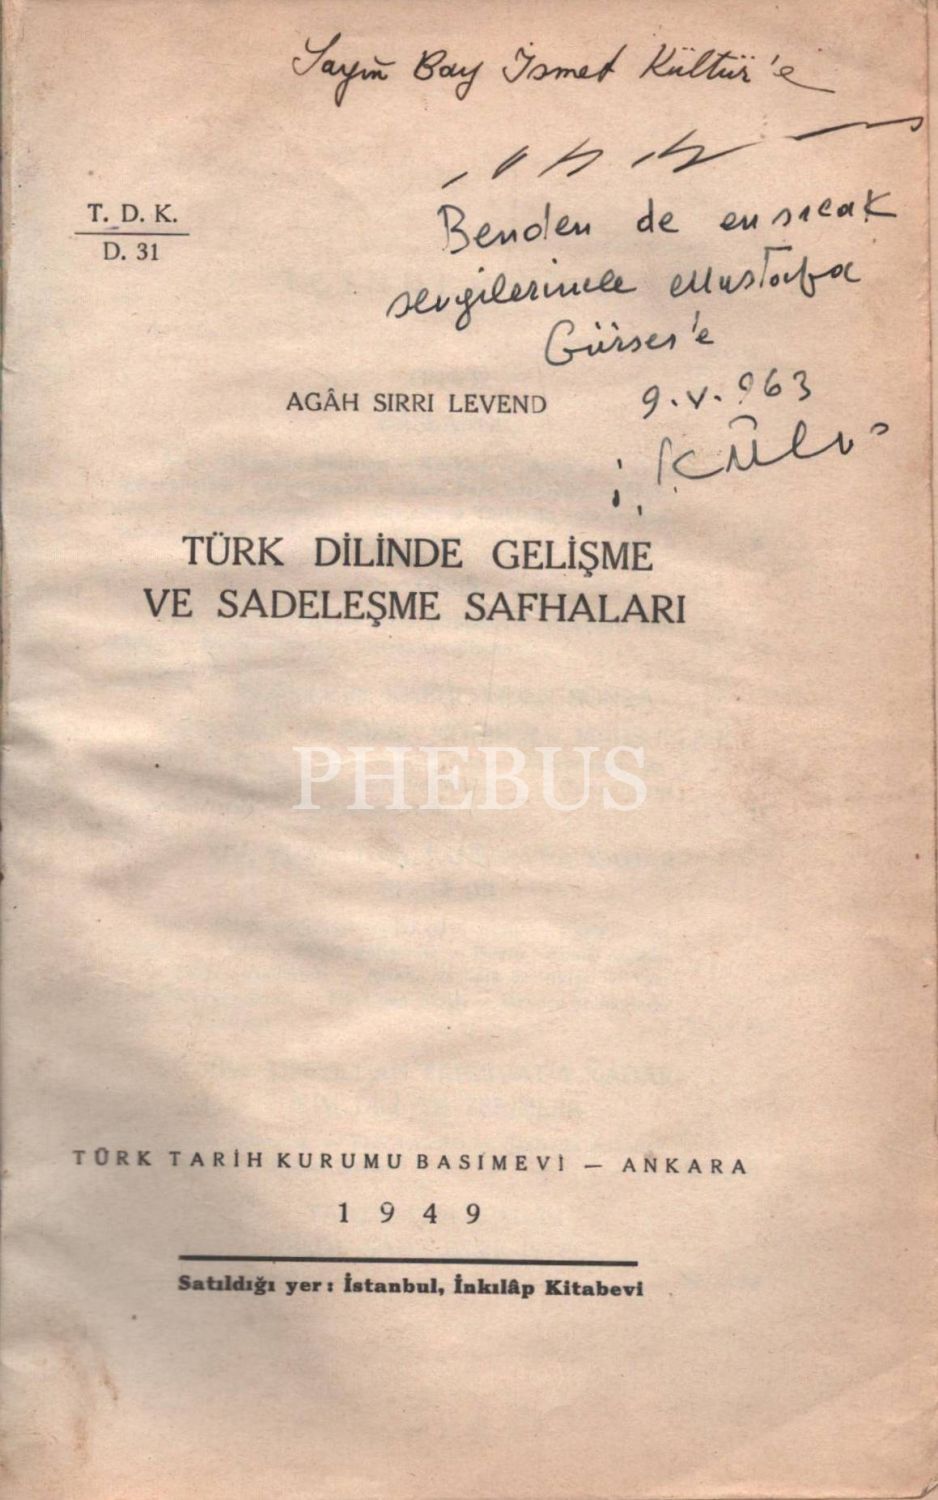 Sayın Bay İsmet Kültür'e
T. D. K.
D. 31
Benden de en sıcak
sevgilerimle Mustafa
Gürses'e
9.V.963
AGÂH SIRRI LEVEND
TÜRK DİLİNDE GELİŞME
VE SADELEŞME SAFHALARI
PHEBUS
TÜRK TARİH KURUMU BASIMEVİ — ANKARA
1949
Satıldığı yer: İstanbul, İnkılâp Kitabevi